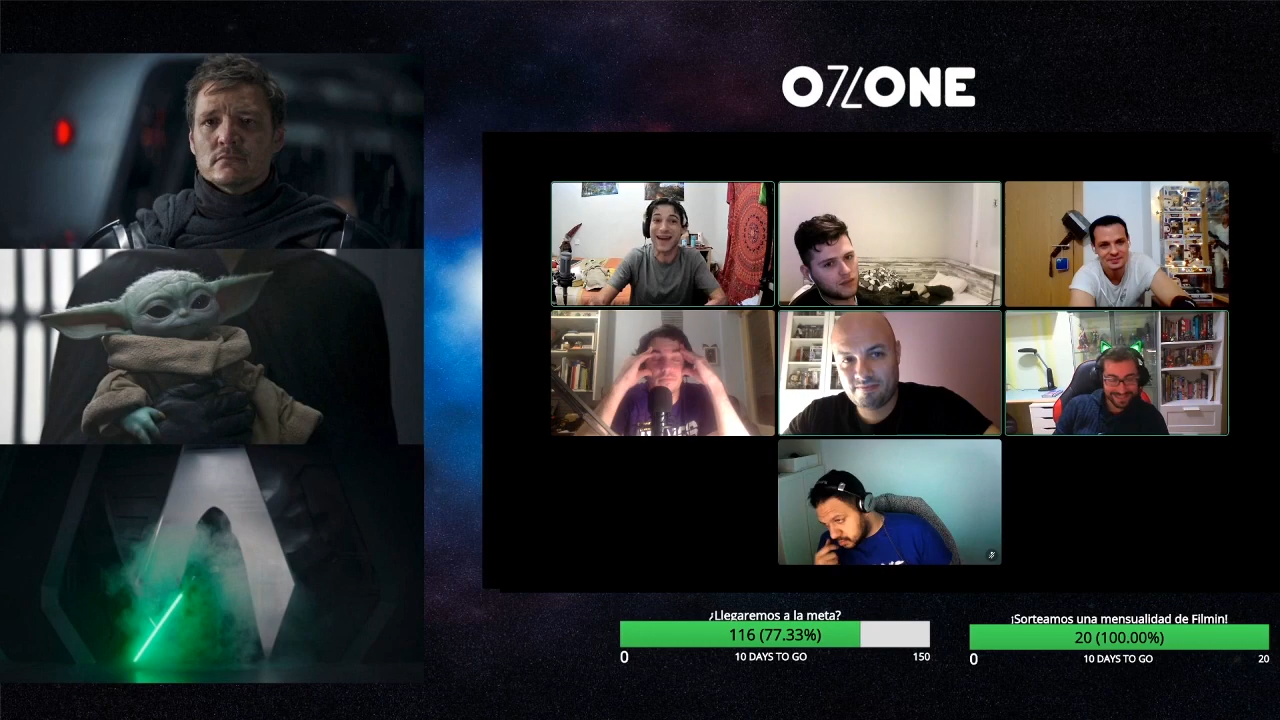 OZONE
¿Llegaremos a la meta?
116 (77.33%)
0 10 DAYS TO GO 150
¡Sorteamos una mensualidad de Filmin!
20 (100.00%)
0 10 DAYS TO GO 20